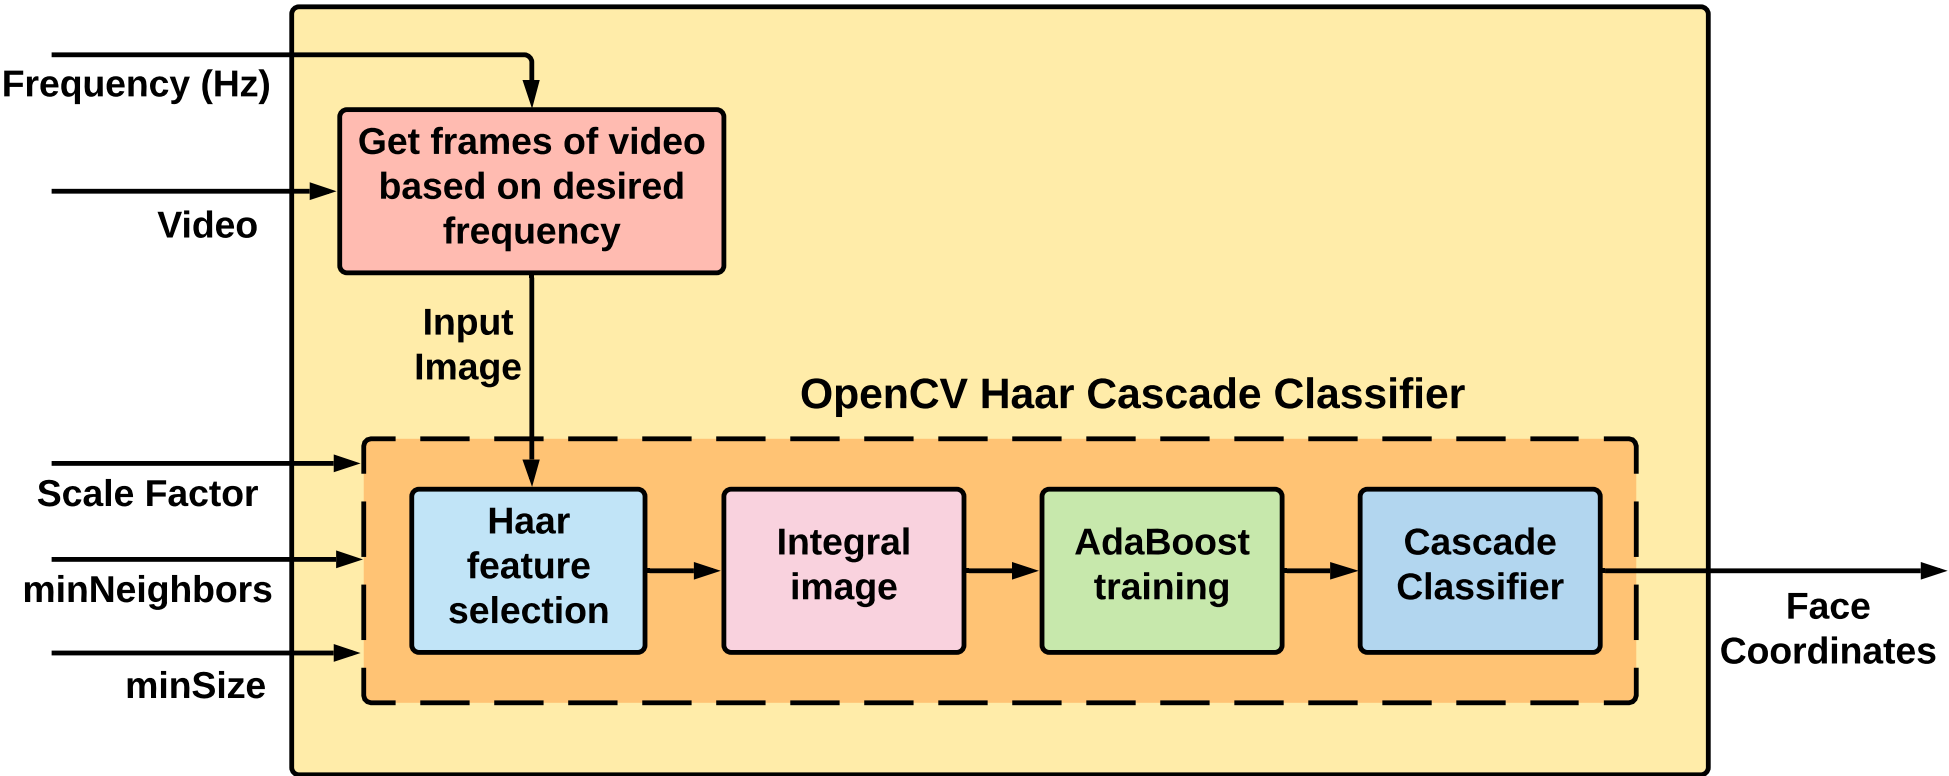 Frequency (Hz)
Get frames of video
based on desired
frequency
Video
Input
Image
OpenCV Haar Cascade Classifier
Scale Factor
minNeighbors
minSize
Haar
feature
selection
Integral
image
AdaBoost
training
Cascade
Classifier
Face
Coordinates